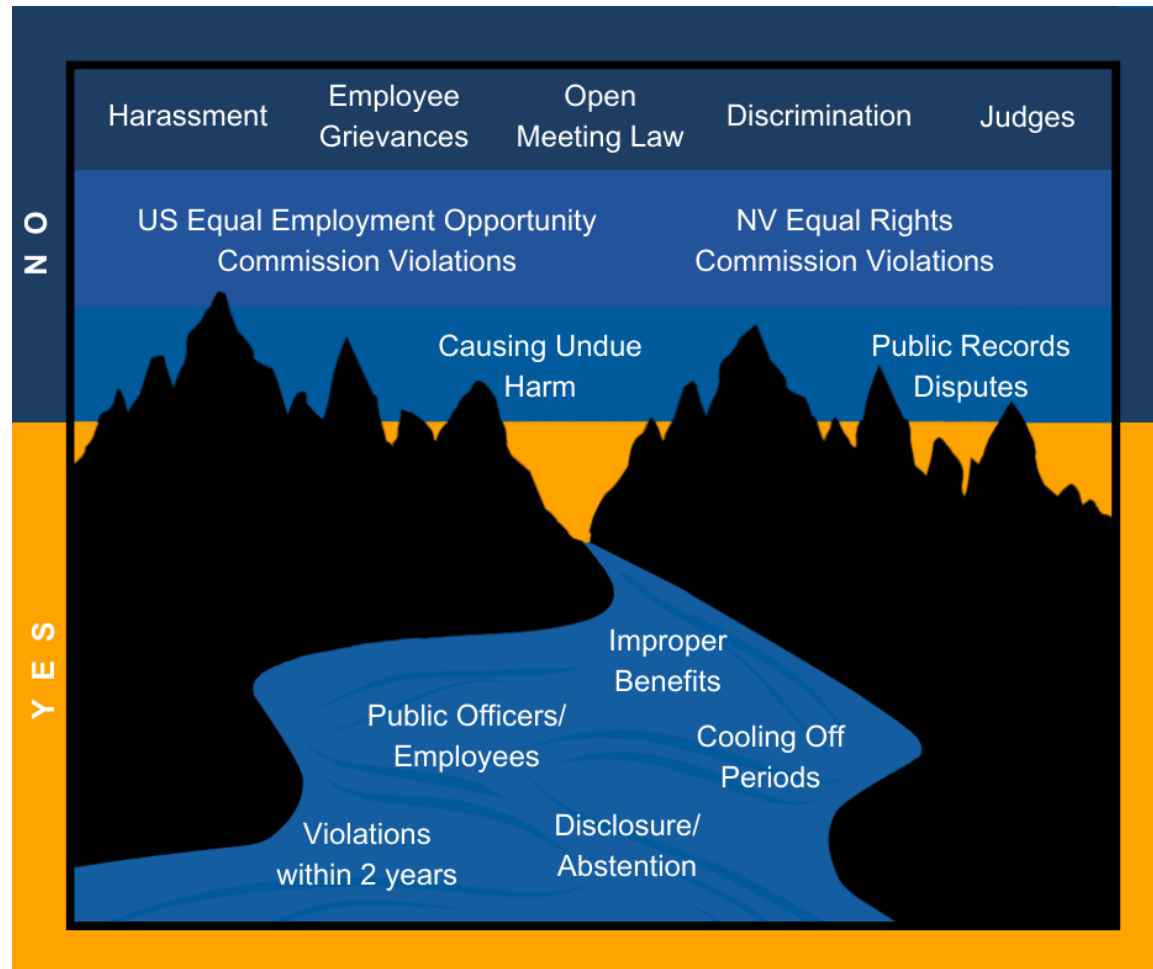 Harassment
Employee
Grievances
Open
Meeting Law
Discrimination
Judges
NO
US Equal Employment Opportunity
Commission Violations
NV Equal Rights
Commission Violations
Causing Undue
Harm
Public Records
Disputes
YES
Improper
Benefits
Public Officers/
Employees
Cooling Off
Periods
Violations
within 2 years
Disclosure/
Abstention